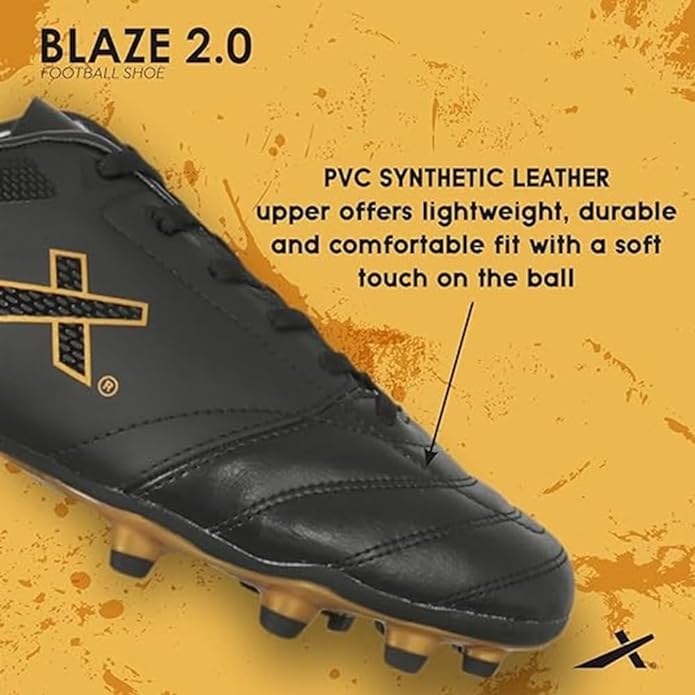 BLAZE 2.0
FOOTBALL SHOE
PVC SYNTHETIC LEATHER
upper offers lightweight, durable
and comfortable fit with a soft
touch on the ball
®